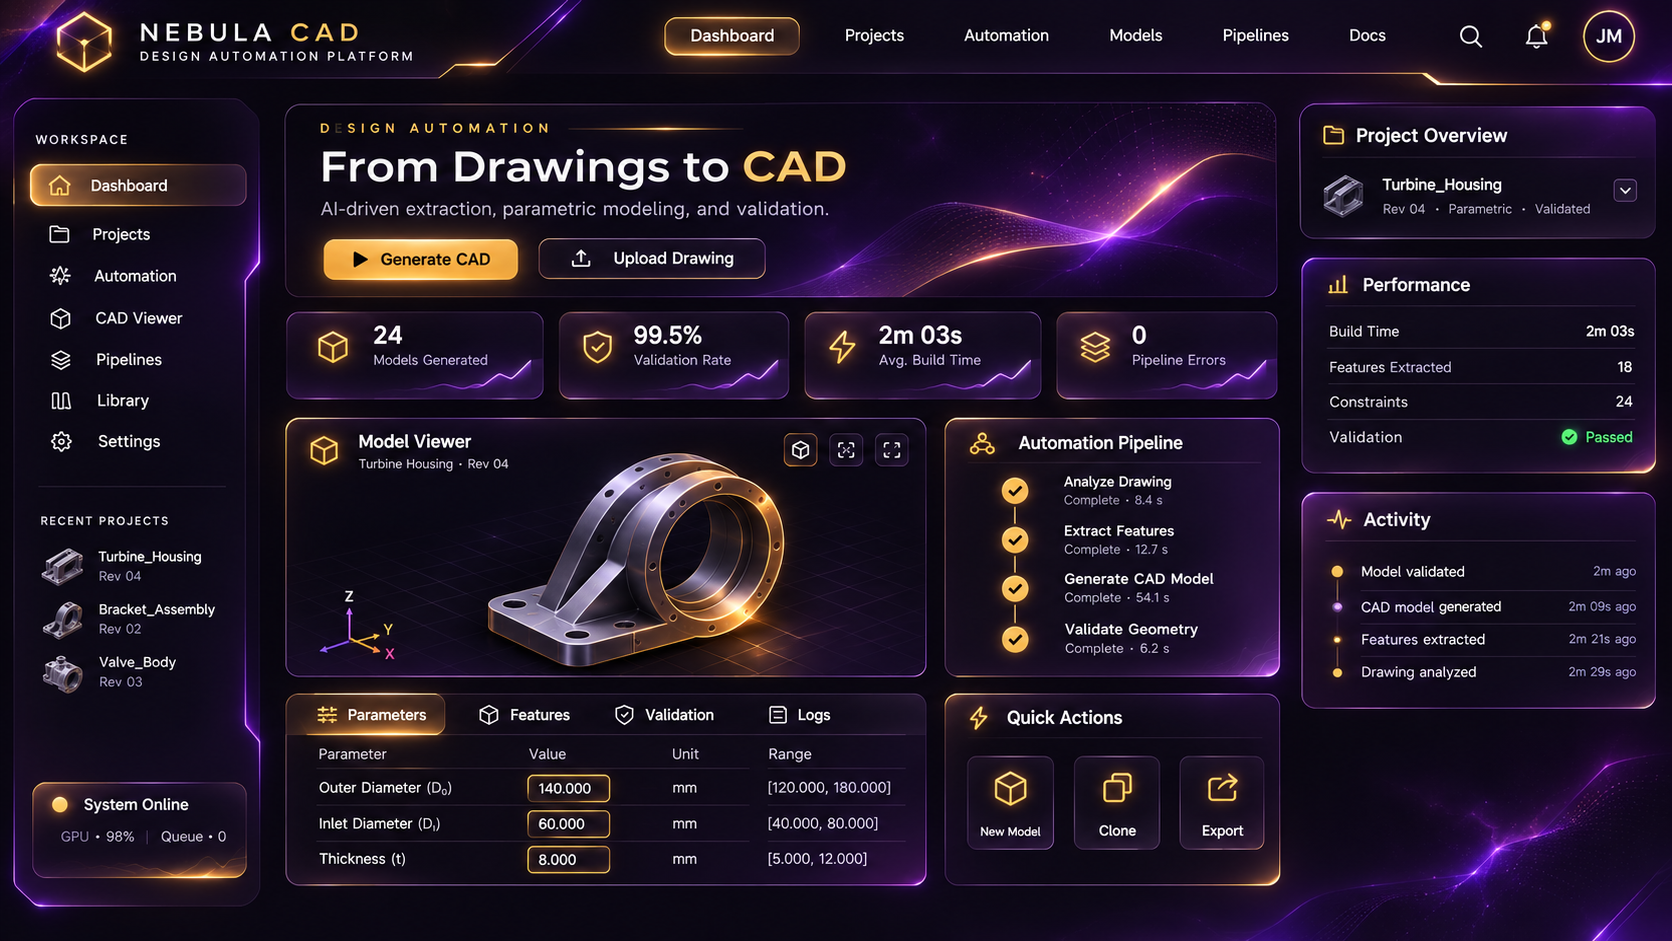 NEBULA CAD
DESIGN AUTOMATION PLATFORM
Dashboard
Projects
Automation
Models
Pipelines
Docs
JM
WORKSPACE
Dashboard
Projects
Automation
CAD Viewer
Pipelines
Library
Settings
RECENT PROJECTS
Turbine_Housing
Rev 04
Bracket_Assembly
Rev 02
Valve_Body
Rev 03
System Online
GPU • 98% | Queue • 0
DESIGN AUTOMATION
From Drawings to CAD
AI-driven extraction, parametric modeling, and validation.
Generate CAD
Upload Drawing
24
Models Generated
99.5%
Validation Rate
2m 03s
Avg. Build Time
0
Pipeline Errors
Model Viewer
Turbine Housing • Rev 04
Z
Y
X
Automation Pipeline
Analyze Drawing
Complete • 8.4 s
Extract Features
Complete • 12.7 s
Generate CAD Model
Complete • 54.1 s
Validate Geometry
Complete • 6.2 s
Parameters
Features
Validation
Logs
Parameter Value Unit Range
Outer Diameter (D₀) 140.000 mm [120.000, 180.000]
Inlet Diameter (Dᵢ) 60.000 mm [40.000, 80.000]
Thickness (t) 8.000 mm [5.000, 12.000]
Quick Actions
New Model
Clone
Export
Project Overview
Turbine_Housing
Rev 04 • Parametric • Validated
Performance
Build Time 2m 03s
Features Extracted 18
Constraints 24
Validation Passed
Activity
Model validated 2m ago
CAD model generated 2m 09s ago
Features extracted 2m 21s ago
Drawing analyzed 2m 29s ago